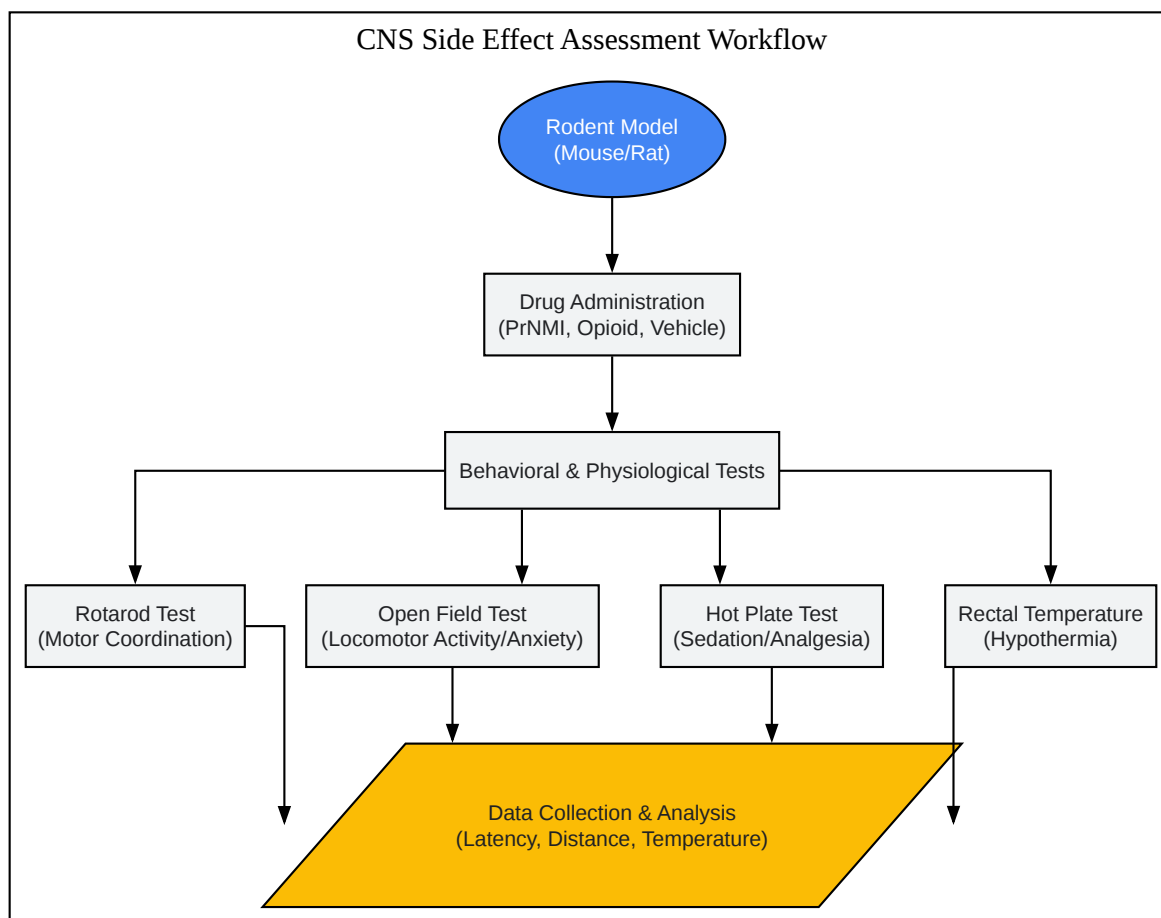 CNS Side Effect Assessment Workflow
Rodent Model
(Mouse/Rat)
Drug Administration
(PrNMI, Opioid, Vehicle)
Behavioral & Physiological Tests
Rotarod Test
(Motor Coordination)
Open Field Test
(Locomotor Activity/Anxiety)
Hot Plate Test
(Sedation/Analgesia)
Rectal Temperature
(Hypothermia)
Data Collection & Analysis
(Latency, Distance, Temperature)